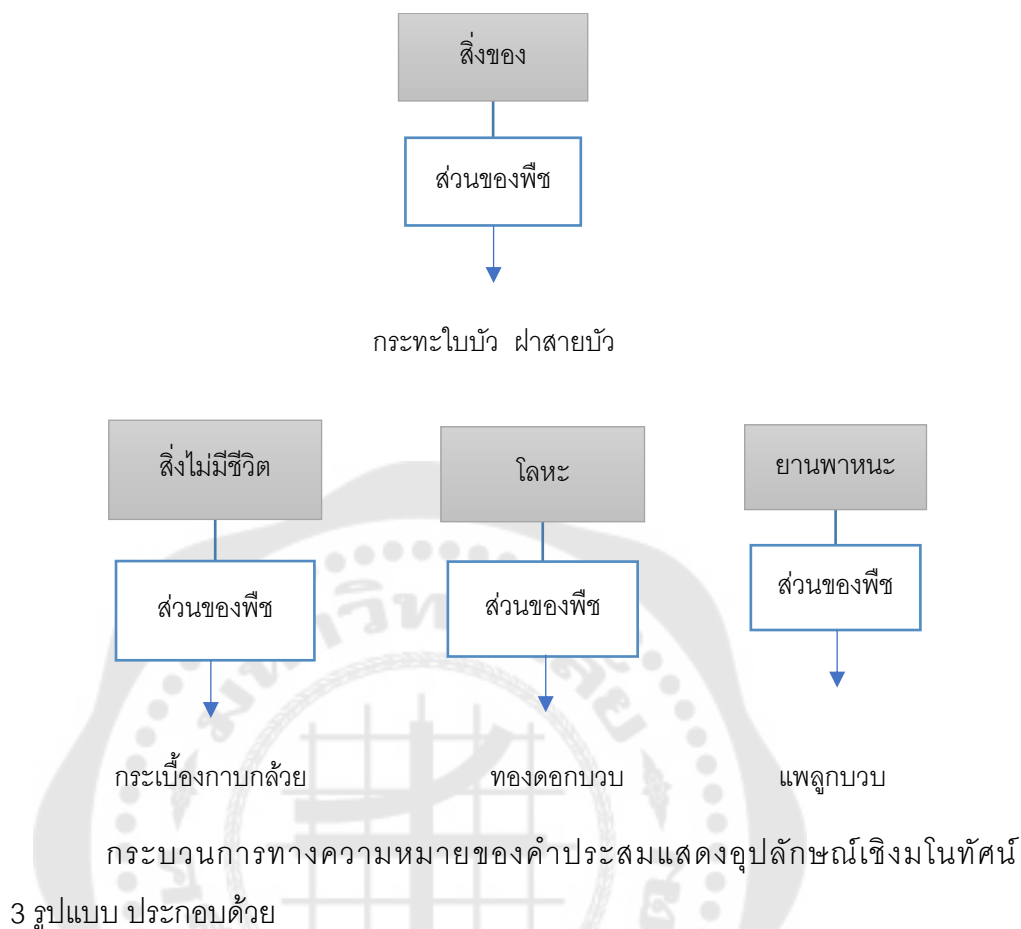 สิ่งของ
ส่วนของพืช
กระทะใบบัว ฝาสายบัว
สิ่งไม่มีชีวิต โลหะ ยานพาหนะ
ส่วนของพืช ส่วนของพืช ส่วนของพืช
กระเบื้องกาบกล้วย ทองดอกบวบ แพลูกบวบ
กระบวนการทางความหมายของคำประสมแสดงอุปลักษณ์เชิงมโนทัศน์
3 รูปแบบ ประกอบด้วย